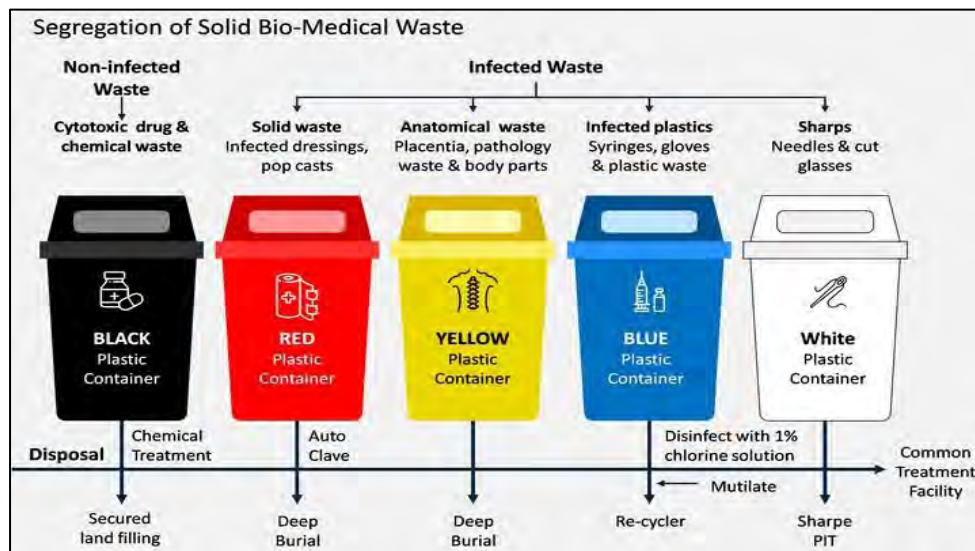 Segregation of Solid Bio-Medical Waste
Non-infected
Waste
Infected Waste
Cytotoxic drug &
chemical waste
Solid waste
Infected dressings,
pop casts
Anatomical waste
Placentia, pathology
waste & body parts
Infected plastics
Syringes, gloves
& plastic waste
Sharps
Needles & cut
glasses
BLACK
Plastic
Container
RED
Plastic
Container
YELLOW
Plastic
Container
BLUE
Plastic
Container
White
Plastic
Container
Disposal
Chemical
Treatment
Auto
Clave
Disinfect with 1%
chlorine solution
Mutilate
Common
Treatment
Facility
Secured
land filling
Deep
Burial
Deep
Burial
Re-cycler
Sharpe
PIT